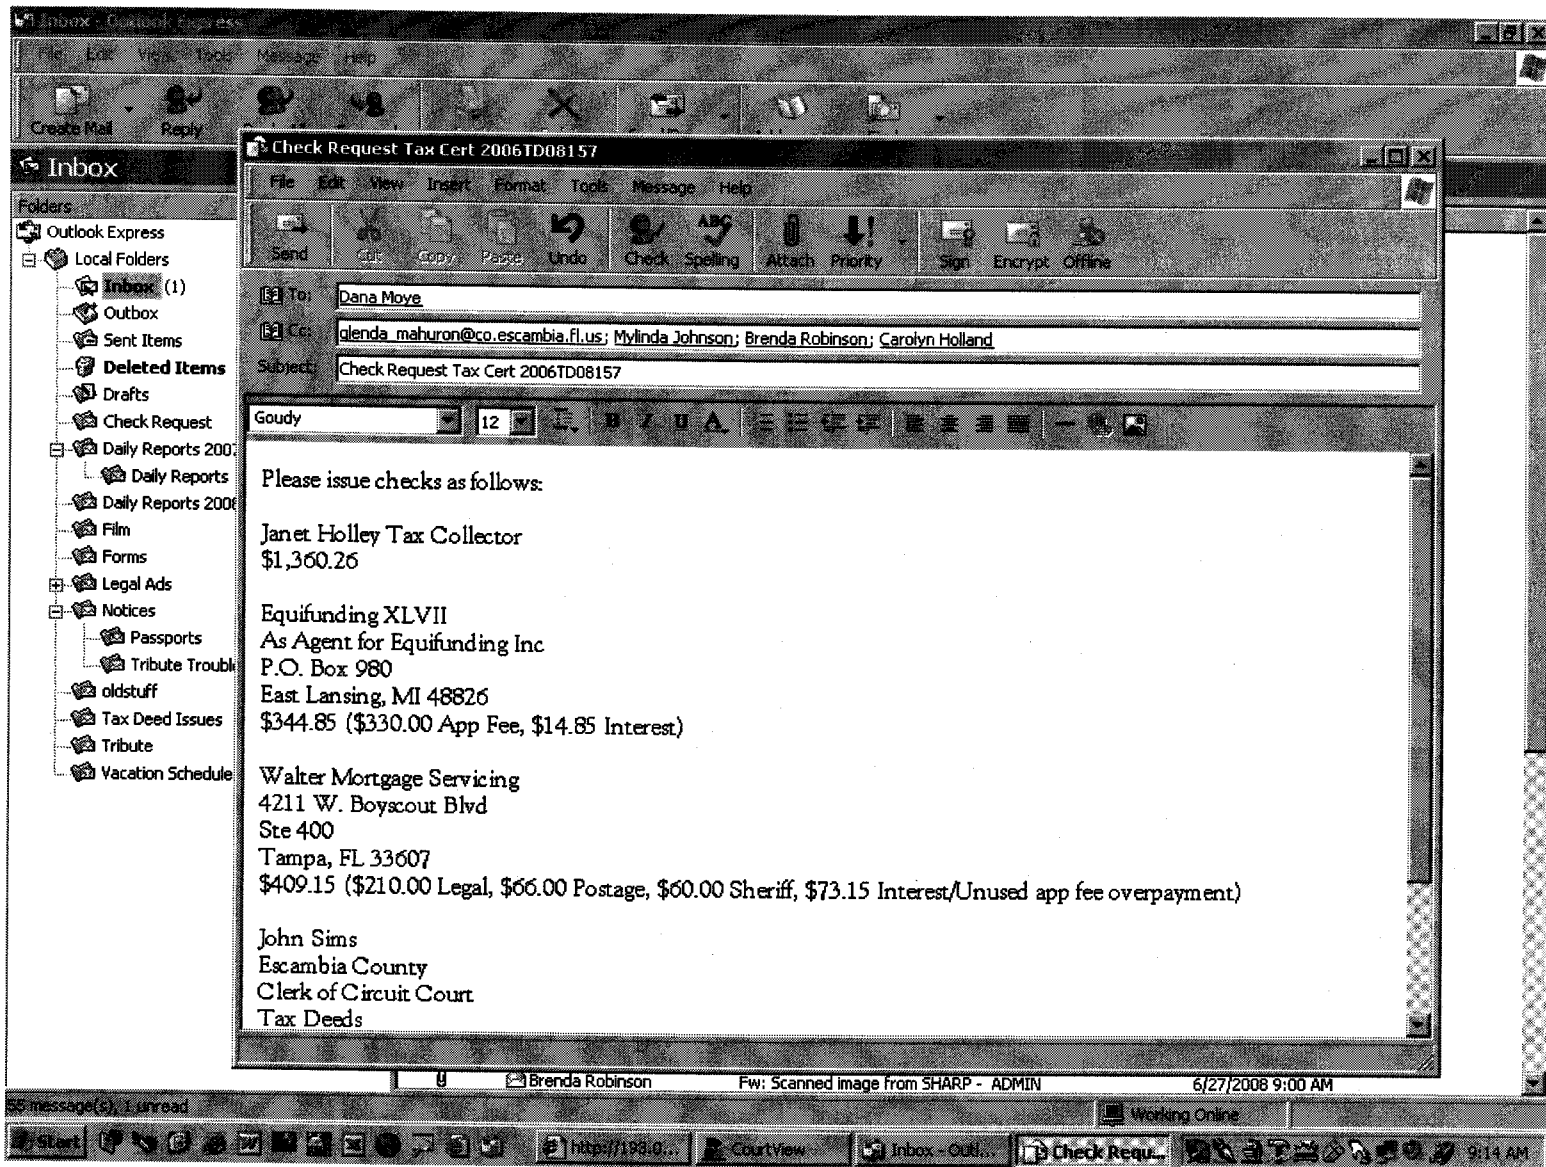 Inbox - Outlook Express
File Edit View Tools Message Help
Create Mail Reply
Inbox
Folders
Outlook Express
Local Folders
Inbox (1)
Outbox
Sent Items
Deleted Items
Drafts
Check Request
Daily Reports 2007
Daily Reports
Daily Reports 2008
Film
Forms
Legal Ads
Notices
Passports
Tribute Trouble
oldstuff
Tax Deed Issues
Tribute
Vacation Schedule
Check Request Tax Cert 2006TD08157
File Edit View Insert Format Tools Message Help
Send Cut Copy Paste Undo Check Spelling Attach Priority Sign Encrypt Offline
To: Dana Moye
Cc: glenda_mahuron@co.escambia.fl.us; Mylinda Johnson; Brenda Robinson; Carolyn Holland
Subject: Check Request Tax Cert 2006TD08157
Goudy 12
Please issue checks as follows:
Janet Holley Tax Collector
$1,360.26
Equifunding XLVII
As Agent for Equifunding Inc
P.O. Box 980
East Lansing, MI 48826
$344.85 ($330.00 App Fee, $14.85 Interest)
Walter Mortgage Servicing
4211 W. Boyscout Blvd
Ste 400
Tampa, FL 33607
$409.15 ($210.00 Legal, $66.00 Postage, $60.00 Sheriff, $73.15 Interest/Unused app fee overpayment)
John Sims
Escambia County
Clerk of Circuit Court
Tax Deeds
Brenda Robinson Fw: Scanned image from SHARP - ADMIN 6/27/2008 9:00 AM
message(s), 1 unread
Working Online
Start http://198.0... CourtView Inbox - Outl... Check Requ... 9:14 AM